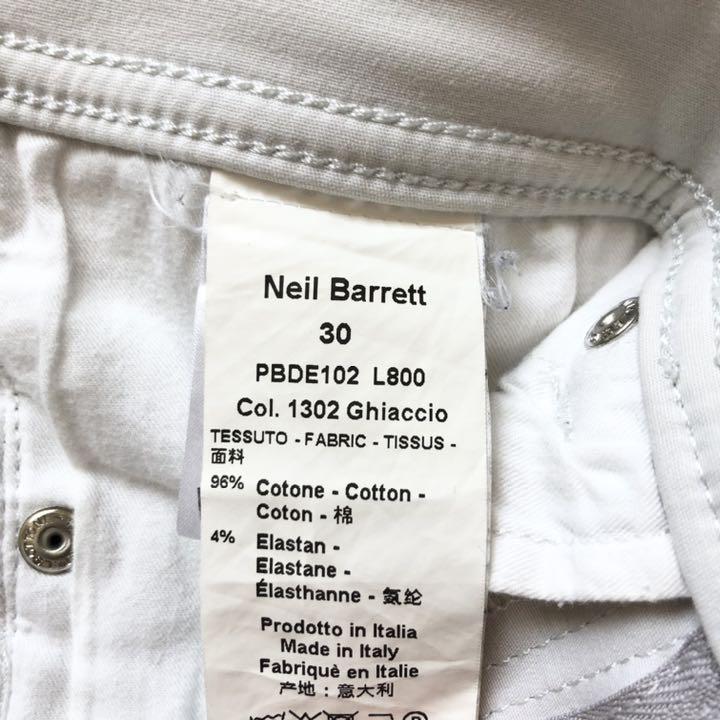 Neil Barrett
30
PBDE102 L800
Col. 1302 Ghiaccio
TESSUTO - FABRIC - TISSUS -
面料
96% Cotone - Cotton -
Coton - 棉
4% Elastan -
Elastane -
Élasthanne - 氨纶
Prodotto in Italia
Made in Italy
Fabriquè en Italie
产地：意大利